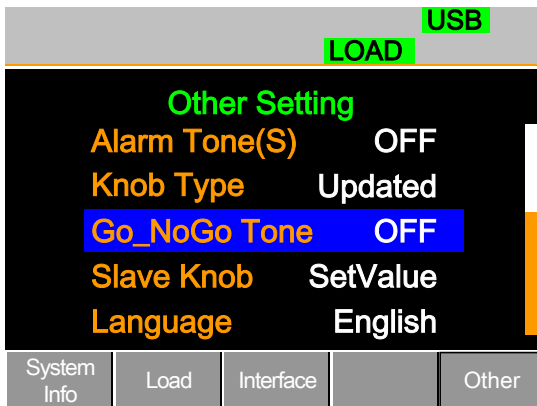 USB
LOAD
Other Setting
Alarm Tone(S) OFF
Knob Type Updated
Go_NoGo Tone OFF
Slave Knob SetValue
Language English
System Info Load Interface Other